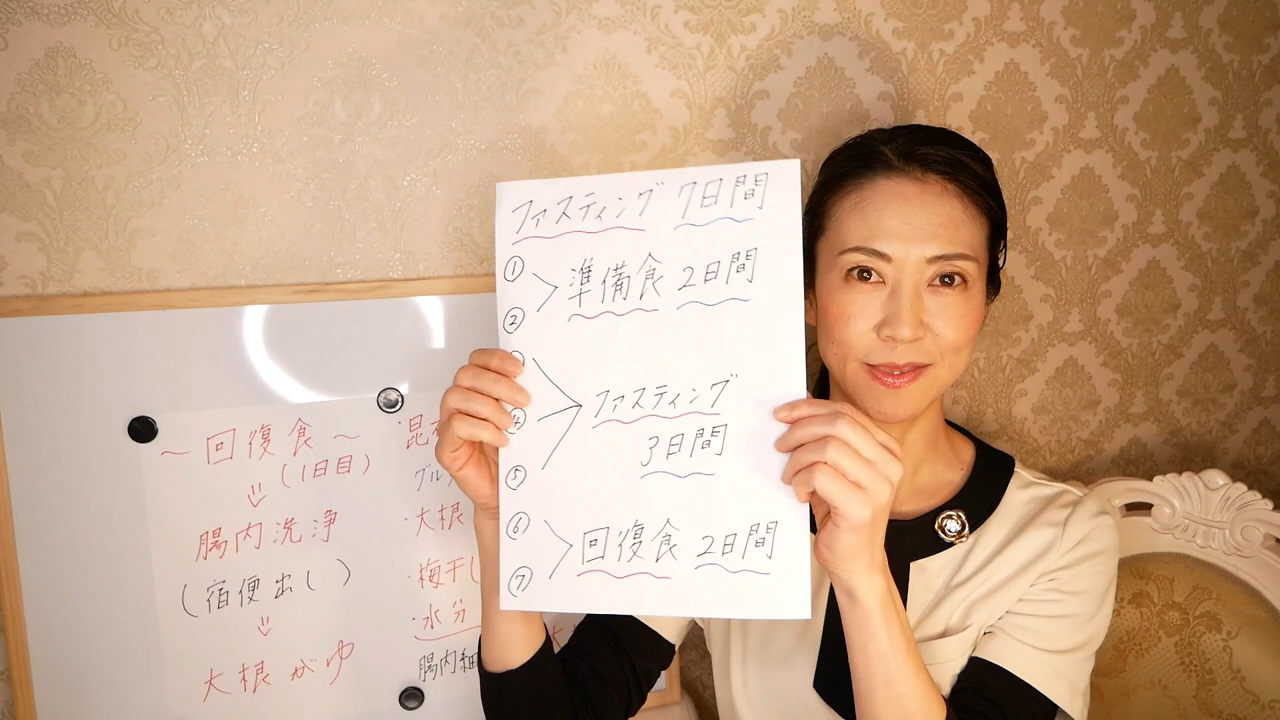 ファスティング 7日間
①
②
準備食 2日間
④
⑤
ファスティング
3日間
⑥
⑦
回復食 2日間
～回復食～
(1日目)
⇓
腸内洗浄
(宿便出し)
⇓
大根がゆ
・昆
グル
・大根
・梅干し
・水分
腸内細